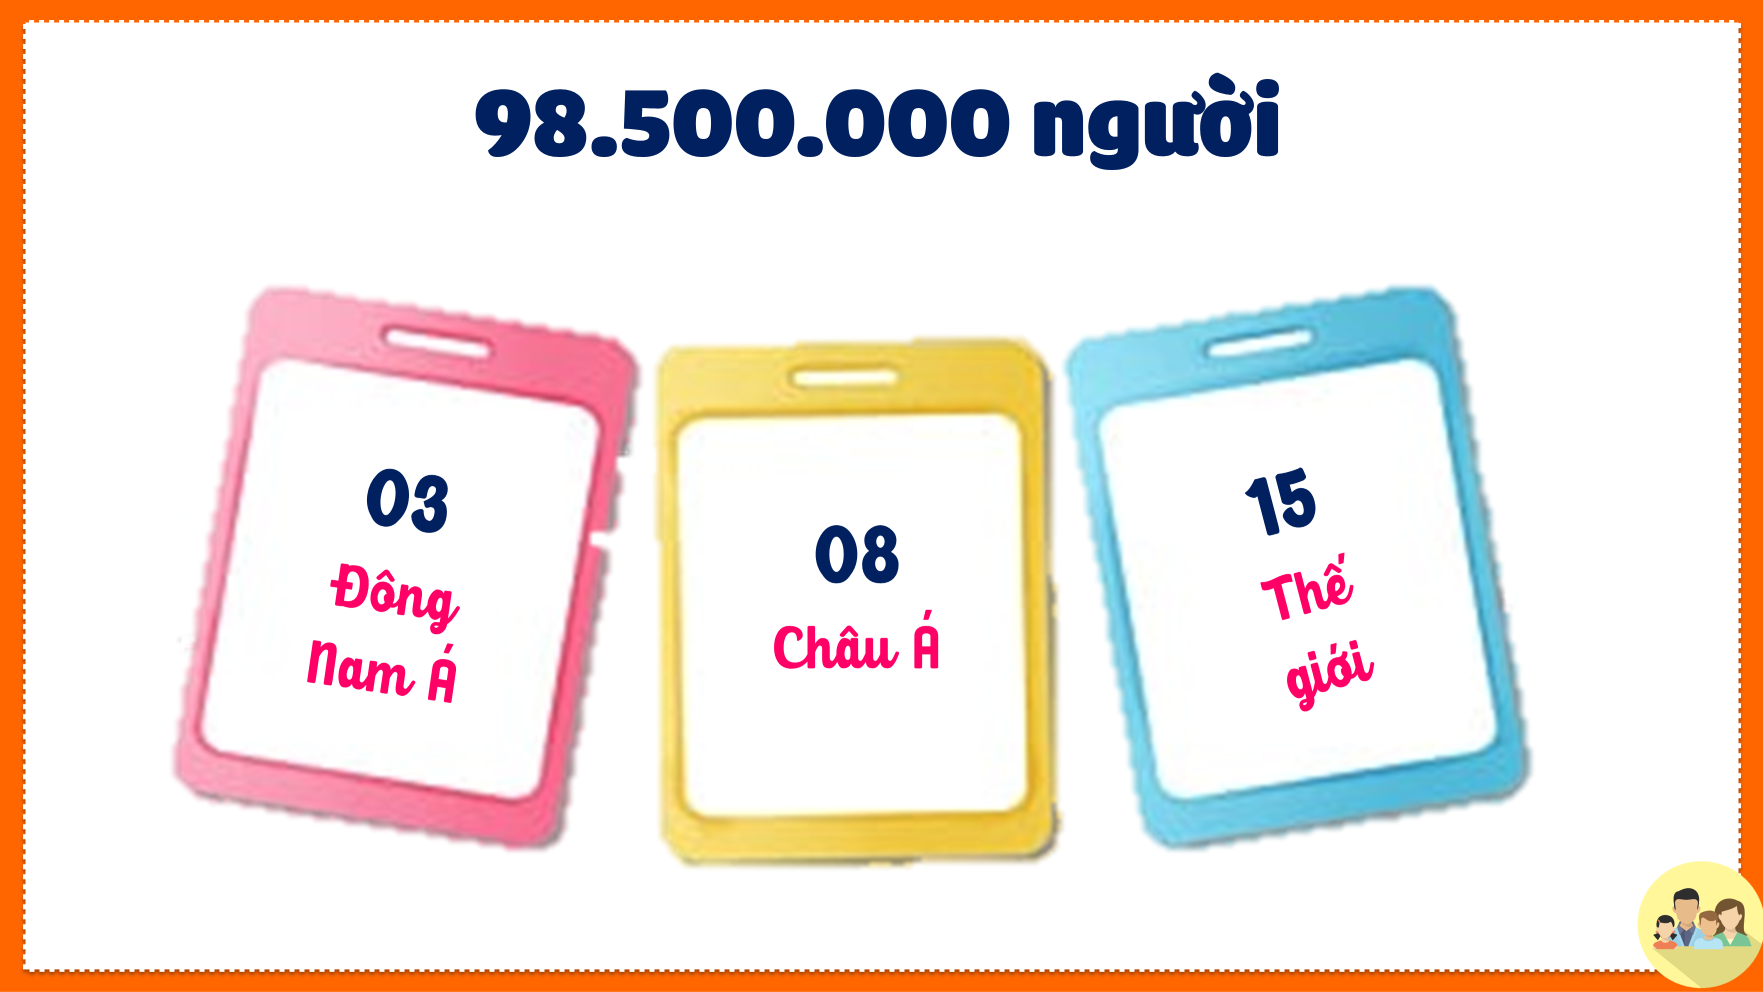 98.500.000 người
03
Đông
Nam Á
08
Châu Á
15
Thế
giới